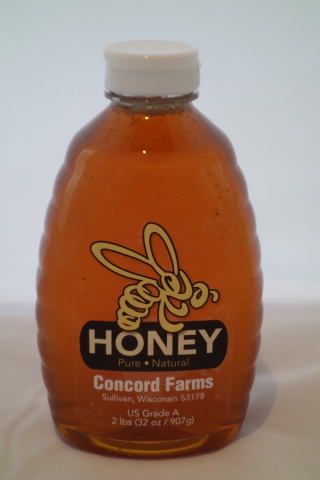 HONEY
Pure • Natural
Concord Farms
Sullivan, Wisconsin 53178
US Grade A
2 lbs (32 oz / 907g)